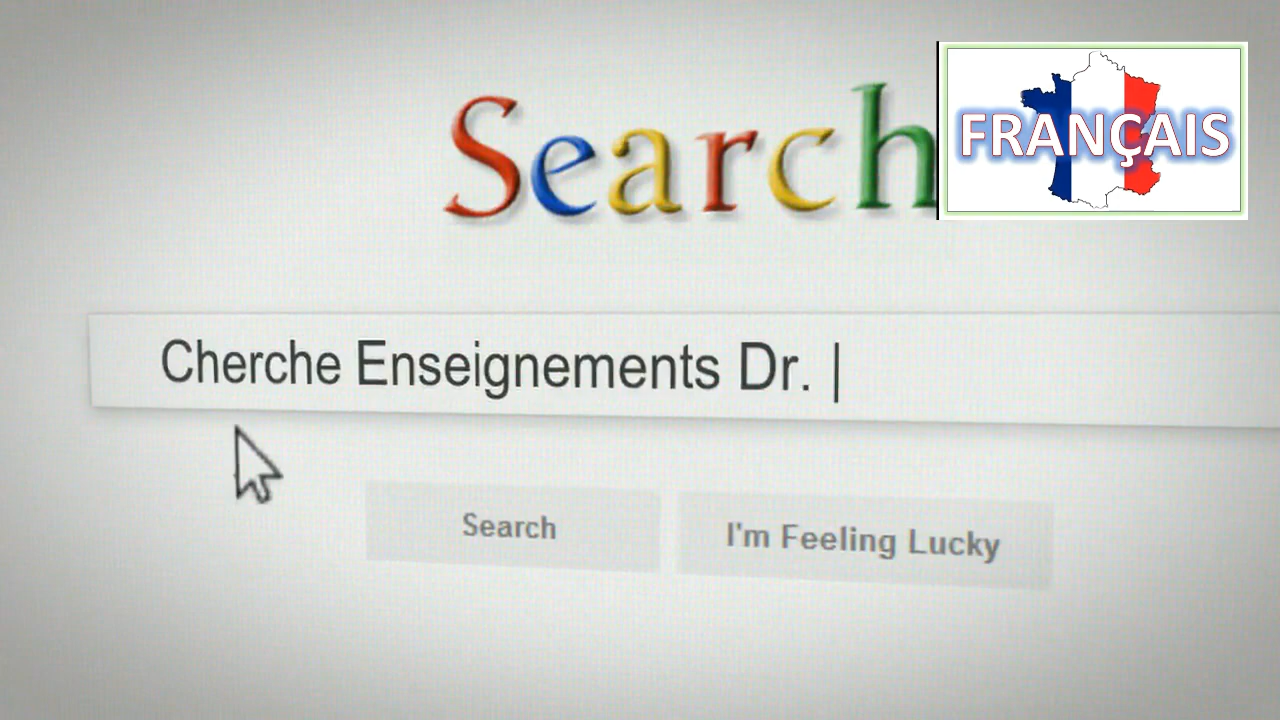 Search
FRANÇAIS
Cherche Enseignements Dr. |
Search
I'm Feeling Lucky